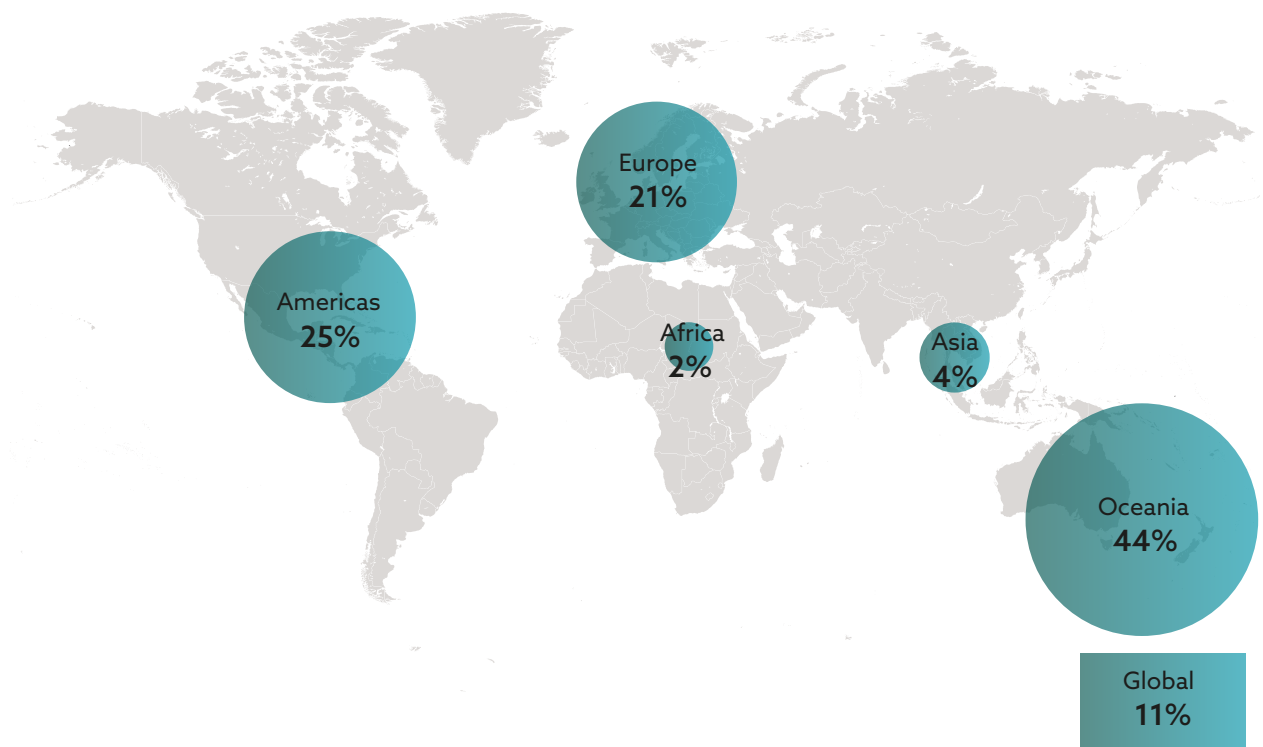 Europe
21%
Americas
25%
Africa
2%
Asia
4%
Oceania
44%
Global
11%